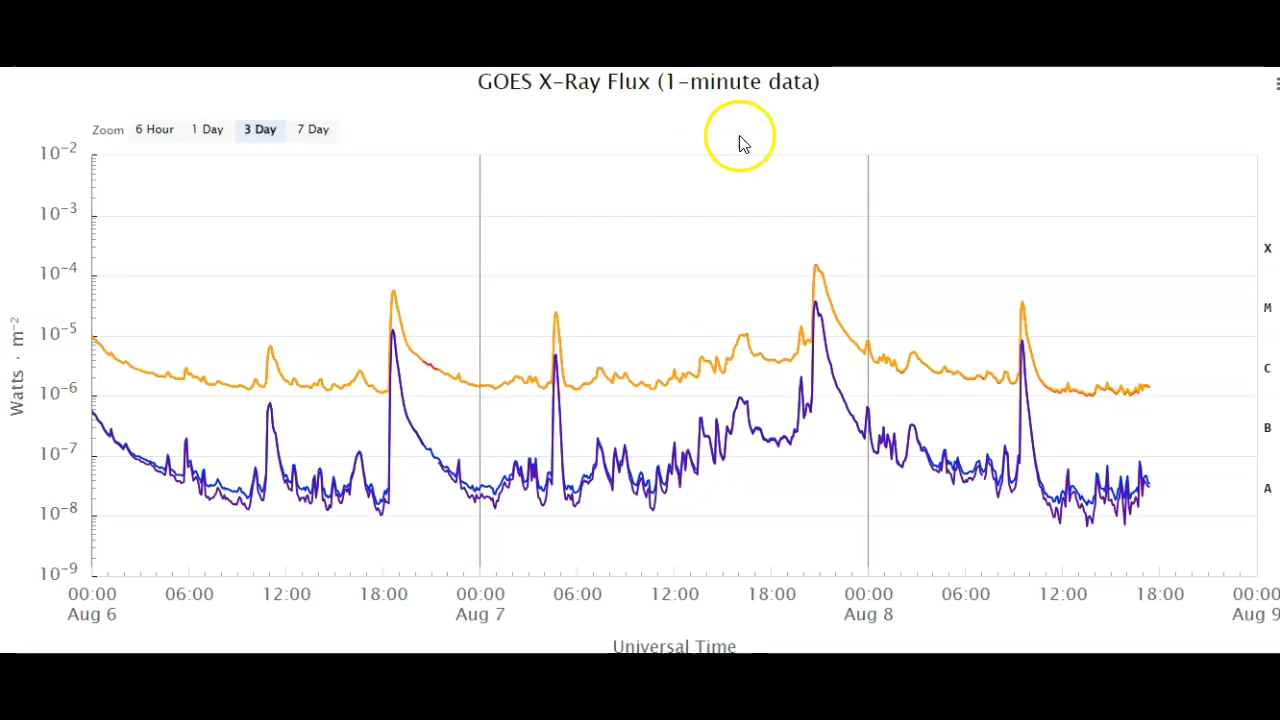 GOES X-Ray Flux (1-minute data)
Zoom 6 Hour 1 Day 3 Day 7 Day
10⁻²
10⁻³
X
10⁻⁴
M
10⁻⁵
C
10⁻⁶
B
10⁻⁷
A
10⁻⁸
10⁻⁹
Watts · m⁻²
00:00 06:00 12:00 18:00 00:00 06:00 12:00 18:00 00:00 06:00 12:00 18:00 00:00
Aug 6 Aug 7 Aug 8 Aug 9
Universal Time